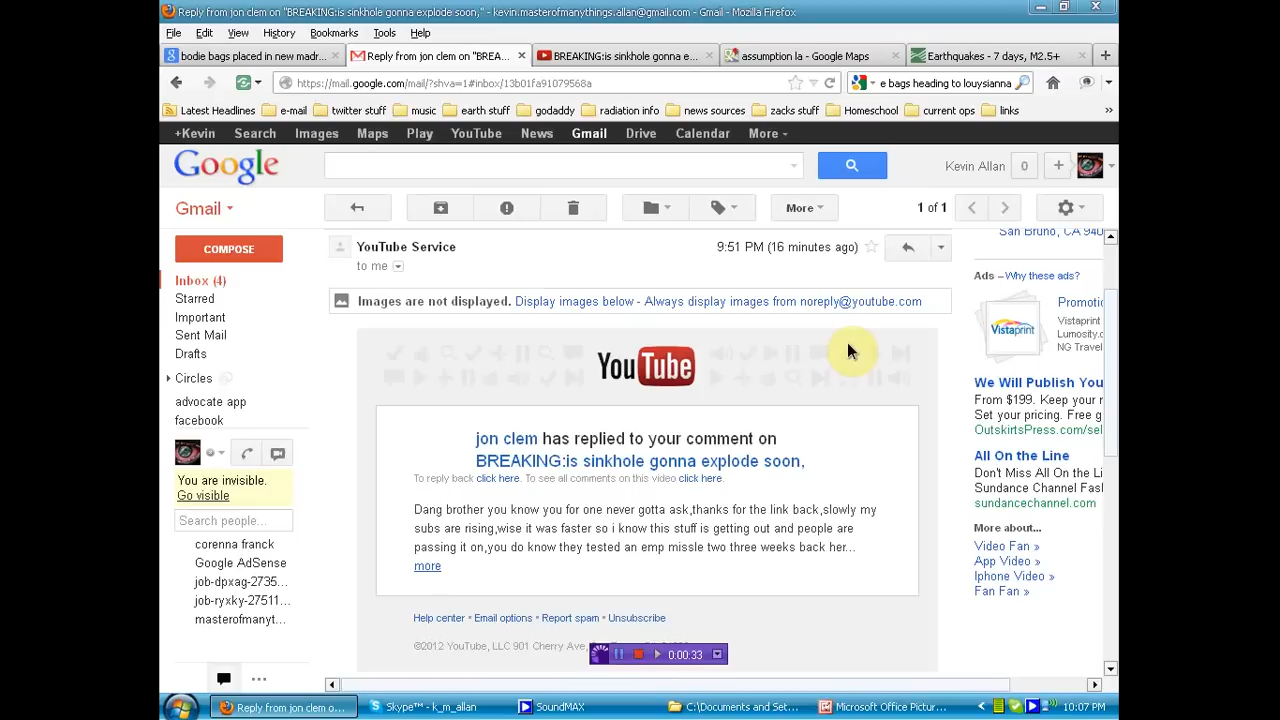 Reply from jon clem on "BREAKING:is sinkhole gonna explode soon," - kevin.masterofmanythings.allan@gmail.com - Gmail - Mozilla Firefox
File Edit View History Bookmarks Tools Help
bodie bags placed in new madr...
Reply from jon clem on "BREA...
BREAKING:is sinkhole gonna e...
assumption la - Google Maps
Earthquakes - 7 days, M2.5+
https://mail.google.com/mail/?shva=1#inbox/13b01fa91079568a
e bags heading to louysianna
Latest Headlines e-mail twitter stuff music earth stuff godaddy radiation info news sources zacks stuff Homeschool current ops links
+Kevin Search Images Maps Play YouTube News Gmail Drive Calendar More
Google
Kevin Allan 0
Gmail
More
1 of 1
COMPOSE
Inbox (4)
Starred
Important
Sent Mail
Drafts
Circles
advocate app
facebook
You are invisible.
Go visible
Search people...
corenna franck
Google AdSense
job-dpxag-2735...
job-ryxky-27511...
masterofmanyt...
YouTube Service
9:51 PM (16 minutes ago)
to me
Images are not displayed. Display images below - Always display images from noreply@youtube.com
YouTube
jon clem has replied to your comment on
BREAKING:is sinkhole gonna explode soon,
To reply back click here. To see all comments on this video click here.
Dang brother you know you for one never gotta ask,thanks for the link back,slowly my
subs are rising,wise it was faster so i know this stuff is getting out and people are
passing it on,you do know they tested an emp missle two three weeks back her...
more
Help center • Email options • Report spam • Unsubscribe
©2012 YouTube, LLC 901 Cherry Ave,
0:00:33
San Bruno, CA 940
Ads – Why these ads?
Vistaprint
Promotio
Vistaprint
Lumosity.
NG Travel
We Will Publish You
From $199. Keep your r
Set your pricing. Free g
OutskirtsPress.com/sel
All On the Line
Don't Miss All On the L
Sundance Channel Fash
sundancechannel.com
More about...
Video Fan »
App Video »
Iphone Video »
Fan Fan »
Reply from jon clem o...
Skype™ - k_m_allan
SoundMAX
C:\Documents and Set...
Microsoft Office Pictur...
10:07 PM